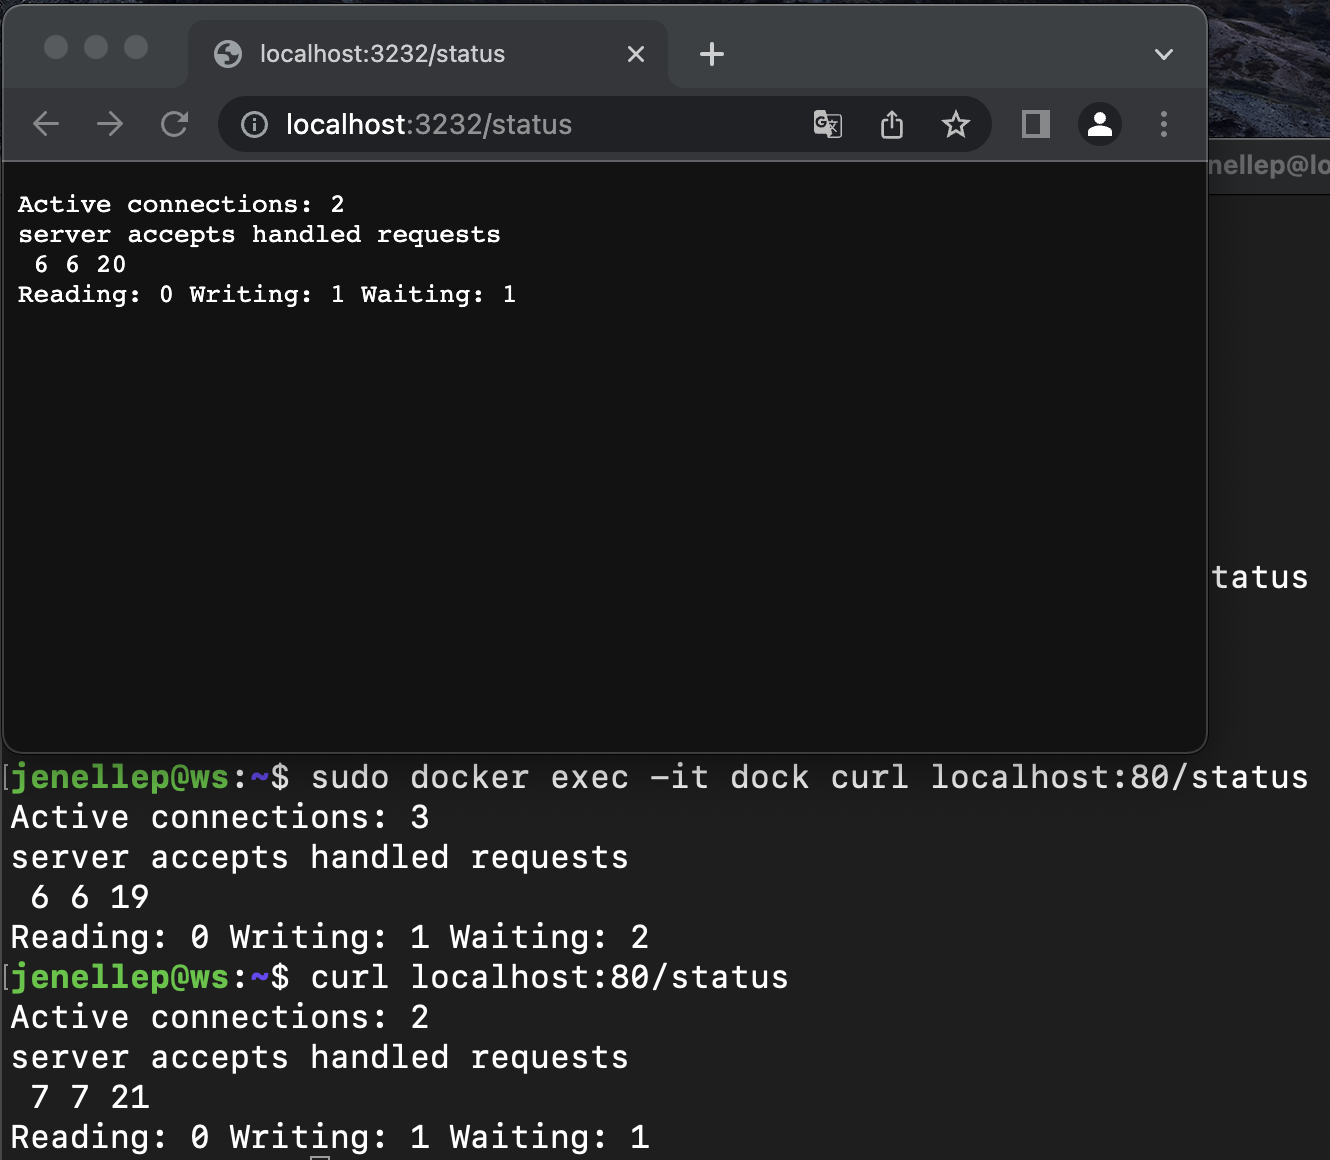 localhost:3232/status
localhost:3232/status
Active connections: 2
server accepts handled requests
 6 6 20
Reading: 0 Writing: 1 Waiting: 1
nellep@lo
tatus
jenellep@ws:~$ sudo docker exec -it dock curl localhost:80/status
Active connections: 3
server accepts handled requests
 6 6 19
Reading: 0 Writing: 1 Waiting: 2
jenellep@ws:~$ curl localhost:80/status
Active connections: 2
server accepts handled requests
 7 7 21
Reading: 0 Writing: 1 Waiting: 1